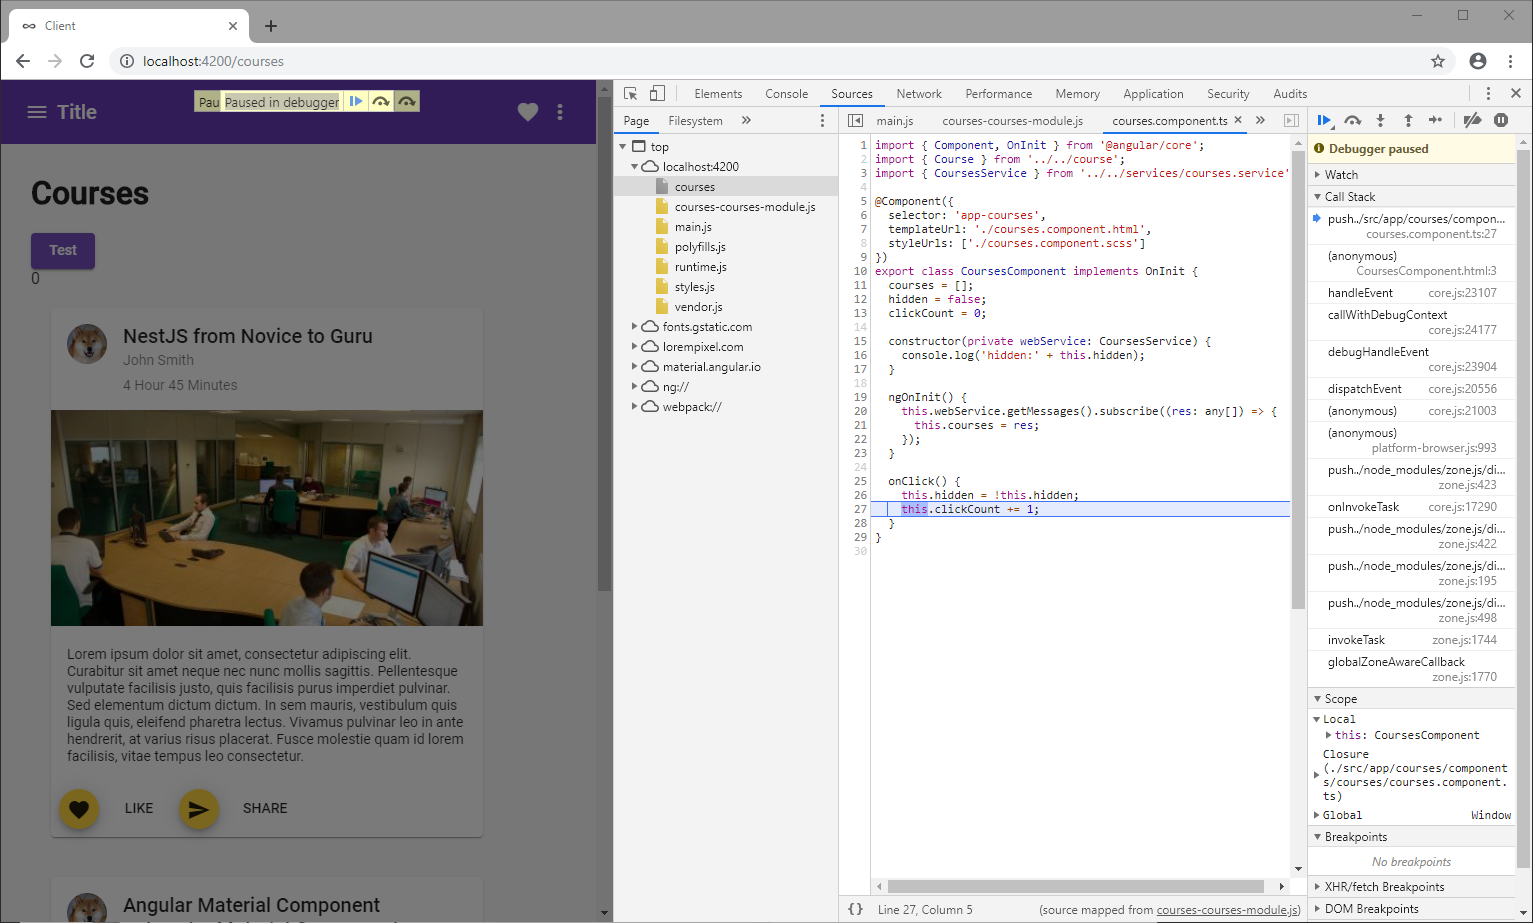 Client
localhost:4200/courses
Title
Pau
Paused in debugger
Courses
Test
0
NestJS from Novice to Guru
John Smith
4 Hour 45 Minutes
Lorem ipsum dolor sit amet, consectetur adipiscing elit.
Curabitur sit amet neque nec nunc mollis sagittis. Pellentesque
vulputate facilisis justo, quis facilisis purus imperdiet pulvinar.
Sed elementum dictum dictum. In sem mauris, vestibulum quis
ligula quis, eleifend pharetra lectus. Vivamus pulvinar leo in ante
hendrerit, at varius risus placerat. Fusce molestie quam id lorem
facilisis, vitae tempus leo consectetur.
LIKE
SHARE
Angular Material Component
Elements Console Sources Network Performance Memory Application Security Audits
Page Filesystem »
top
localhost:4200
courses
courses-courses-module.js
main.js
polyfills.js
runtime.js
styles.js
vendor.js
fonts.gstatic.com
lorempixel.com
material.angular.io
ng://
webpack://
main.js courses-courses-module.js courses.component.ts × »
1 import { Component, OnInit } from '@angular/core';
2 import { Course } from '../../course';
3 import { CoursesService } from '../../services/courses.service'
4
5 @Component({
6 selector: 'app-courses',
7 templateUrl: './courses.component.html',
8 styleUrls: ['./courses.component.scss']
9 })
10 export class CoursesComponent implements OnInit {
11 courses = [];
12 hidden = false;
13 clickCount = 0;
14
15 constructor(private webService: CoursesService) {
16 console.log('hidden:' + this.hidden);
17 }
18
19 ngOnInit() {
20 this.webService.getMessages().subscribe((res: any[]) => {
21 this.courses = res;
22 });
23 }
24
25 onClick() {
26 this.hidden = !this.hidden;
27 this.clickCount += 1;
28 }
29 }
30
{} Line 27, Column 5 (source mapped from courses-courses-module.js)
Debugger paused
Watch
Call Stack
push../src/app/courses/compon...
courses.component.ts:27
(anonymous)
CoursesComponent.html:3
handleEvent core.js:23107
callWithDebugContext
core.js:24177
debugHandleEvent
core.js:23904
dispatchEvent core.js:20556
(anonymous) core.js:21003
(anonymous)
platform-browser.js:993
push../node_modules/zone.js/di...
zone.js:423
onInvokeTask core.js:17290
push../node_modules/zone.js/di...
zone.js:422
push../node_modules/zone.js/di...
zone.js:195
push../node_modules/zone.js/di...
zone.js:498
invokeTask zone.js:1744
globalZoneAwareCallback
zone.js:1770
Scope
Local
this: CoursesComponent
Closure
(./src/app/courses/component
s/courses/courses.component.
ts)
Global Window
Breakpoints
No breakpoints
XHR/fetch Breakpoints
DOM Breakpoints